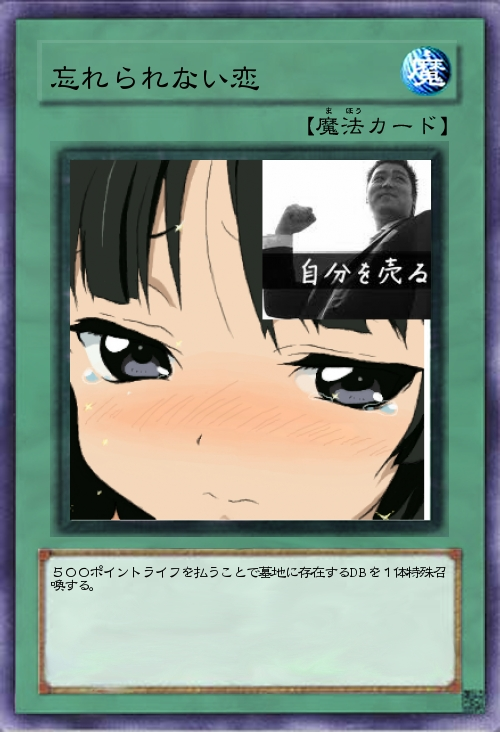 忘れられない恋
魔
ま ほう
【魔法カード】
自分を売る
５００ポイントライフを払うことで墓地に存在するDBを１体特殊召
喚する。